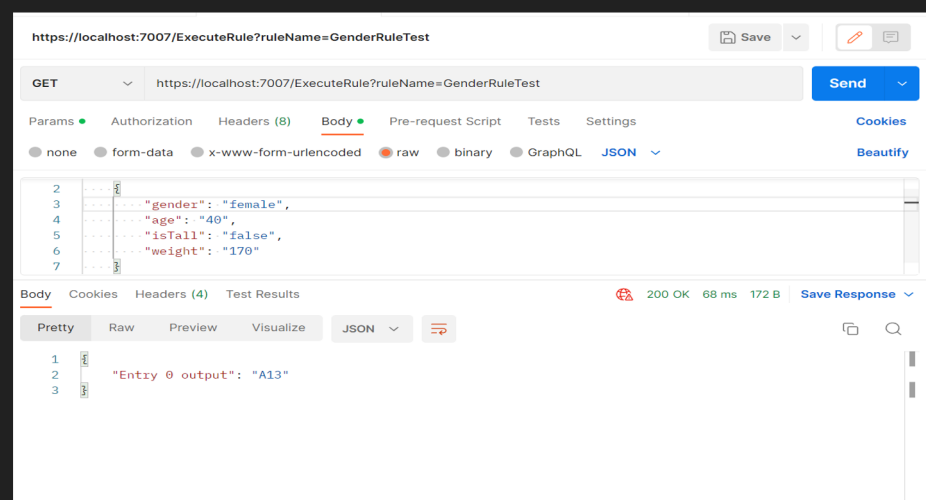 https://localhost:7007/ExecuteRule?ruleName=GenderRuleTest Save
GET https://localhost:7007/ExecuteRule?ruleName=GenderRuleTest Send
Params Authorization Headers (8) Body Pre-request Script Tests Settings Cookies
none form-data x-www-form-urlencoded raw binary GraphQL JSON Beautify
2 {
3 "gender": "female",
4 "age": "40",
5 "isTall": "false",
6 "weight": "170"
7 }
Body Cookies Headers (4) Test Results 200 OK 68 ms 172 B Save Response
Pretty Raw Preview Visualize JSON
1 {
2 "Entry 0 output": "A13"
3 }